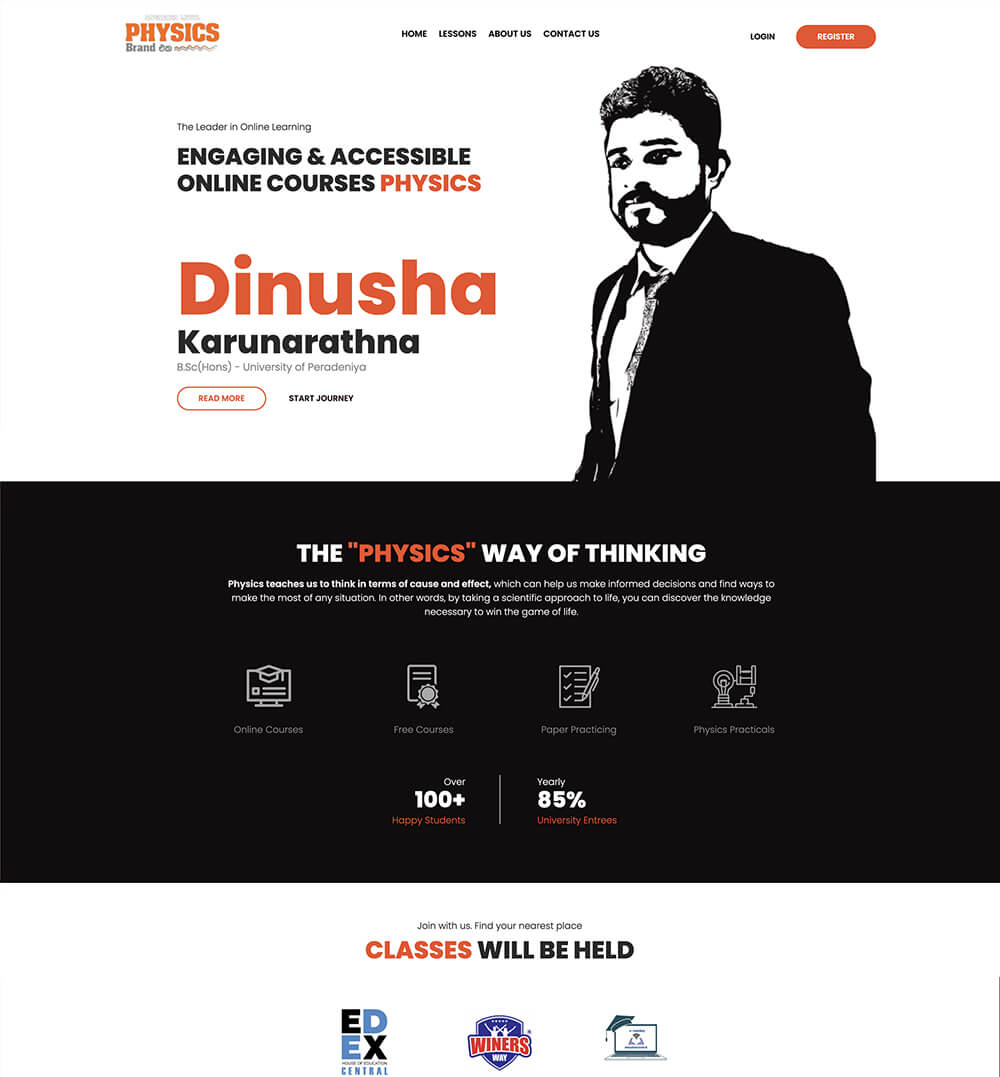 PHYSICS
Brand
HOME LESSONS ABOUT US CONTACT US
LOGIN REGISTER
The Leader in Online Learning
ENGAGING & ACCESSIBLE
ONLINE COURSES PHYSICS
Dinusha
Karunarathna
B.Sc(Hons) - University of Peradeniya
READ MORE START JOURNEY
THE "PHYSICS" WAY OF THINKING
Physics teaches us to think in terms of cause and effect, which can help us make informed decisions and find ways to
make the most of any situation. In other words, by taking a scientific approach to life, you can discover the knowledge
necessary to win the game of life.
Online Courses Free Courses Paper Practicing Physics Practicals
Over
100+
Happy Students
Yearly
85%
University Entrees
Join with us. Find your nearest place
CLASSES WILL BE HELD
ED
EX
HOUSE OF EDUCATION
CENTRAL
WINERS
WAY